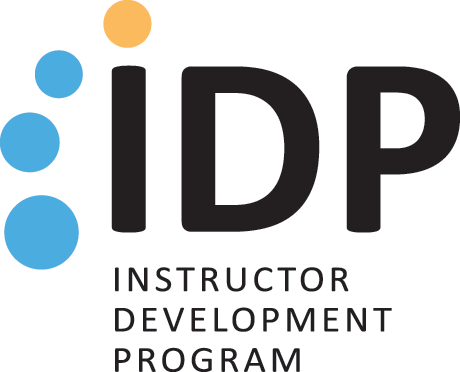 IDP
INSTRUCTOR
DEVELOPMENT
PROGRAM